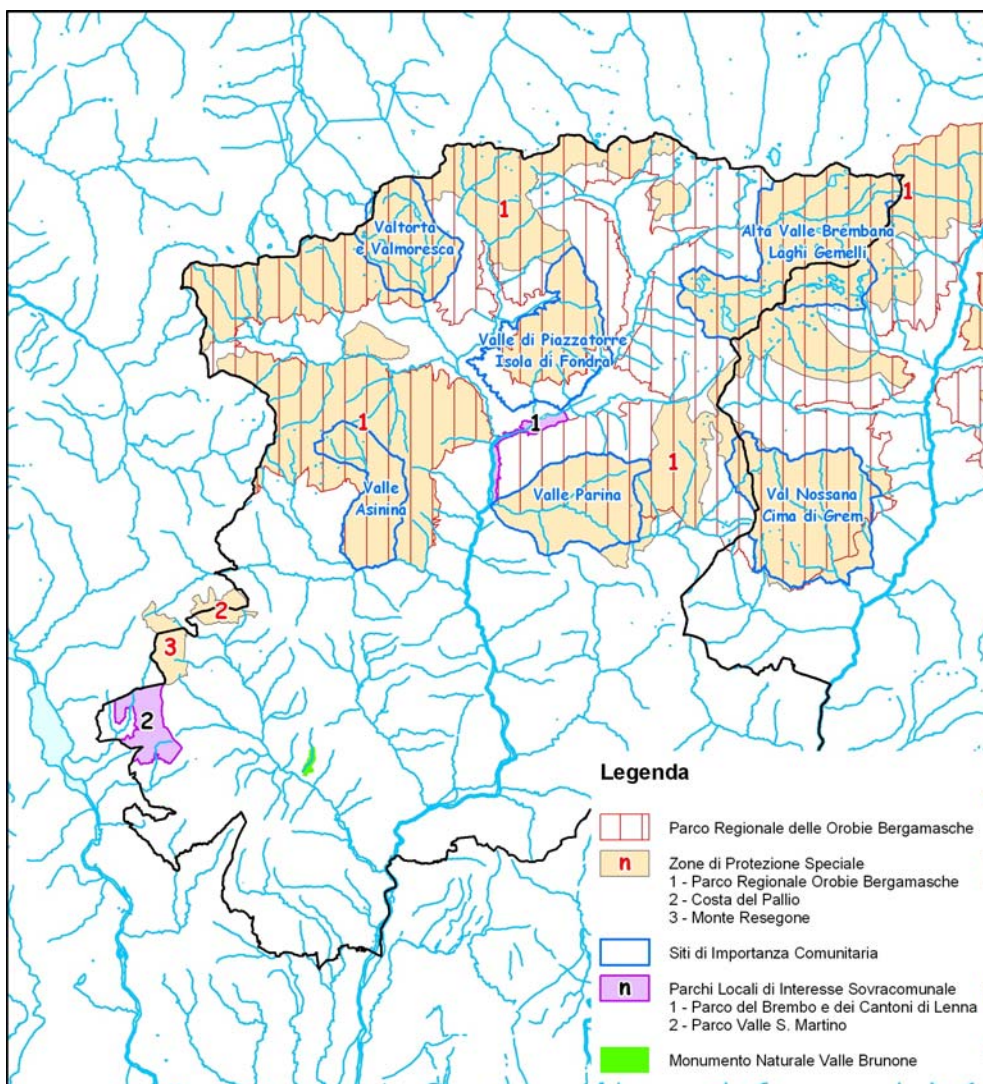 1
1
Valtorta
e Valmoresca
Alta Valle Brembana
Laghi Gemelli
Valle di Piazzatorre
Isola di Fondra
1
1
1
Valle
Asinina
Valle Parina
Val Nossana
Cima di Grem
2
3
2
Legenda
Parco Regionale delle Orobie Bergamasche
n
Zone di Protezione Speciale
1 - Parco Regionale Orobie Bergamasche
2 - Costa del Pallio
3 - Monte Resegone
Siti di Importanza Comunitaria
n
Parchi Locali di Interesse Sovracomunale
1 - Parco del Brembo e dei Cantoni di Lenna
2 - Parco Valle S. Martino
Monumento Naturale Valle Brunone